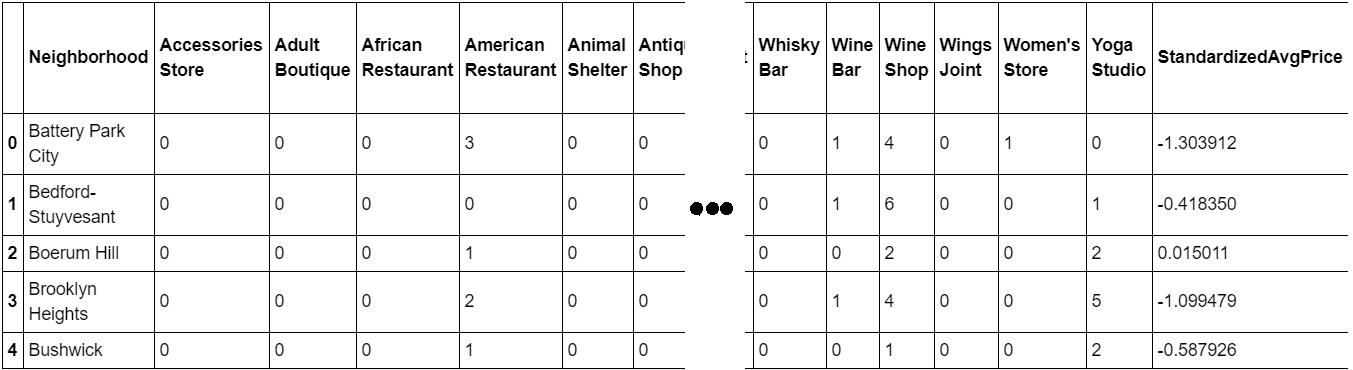 Neighborhood Accessories Store Adult Boutique African Restaurant American Restaurant Animal Shelter Shop Whisky Bar Wine Bar Wine Shop Wings Joint Women's Store Yoga Studio StandardizedAvgPrice
0 Battery Park City 0 0 0 3 0 0 0 1 4 0 1 0 -1.303912
1 Bedford-Stuyvesant 0 0 0 0 0 0 ●●● 0 1 6 0 0 1 -0.418350
2 Boerum Hill 0 0 0 1 0 0 0 0 2 0 0 2 0.015011
3 Brooklyn Heights 0 0 0 2 0 0 0 1 4 0 0 5 -1.099479
4 Bushwick 0 0 0 1 0 0 0 0 1 0 0 2 -0.587926